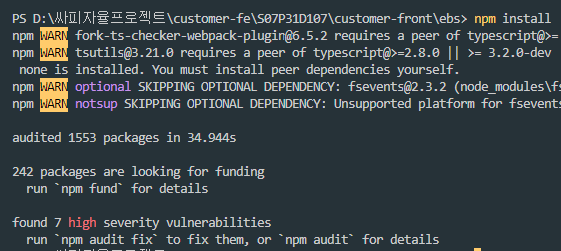 PS D:\싸피자율프로젝트\customer-fe\S07P31D107\customer-front\ebs> npm install
npm WARN fork-ts-checker-webpack-plugin@6.5.2 requires a peer of typescript@>=
npm WARN tsutils@3.21.0 requires a peer of typescript@>=2.8.0 || >= 3.2.0-dev
 none is installed. You must install peer dependencies yourself.
npm WARN optional SKIPPING OPTIONAL DEPENDENCY: fsevents@2.3.2 (node_modules\fs
npm WARN notsup SKIPPING OPTIONAL DEPENDENCY: Unsupported platform for fsevents
audited 1553 packages in 34.944s
242 packages are looking for funding
  run `npm fund` for details
found 7 high severity vulnerabilities
  run `npm audit fix` to fix them, or `npm audit` for details